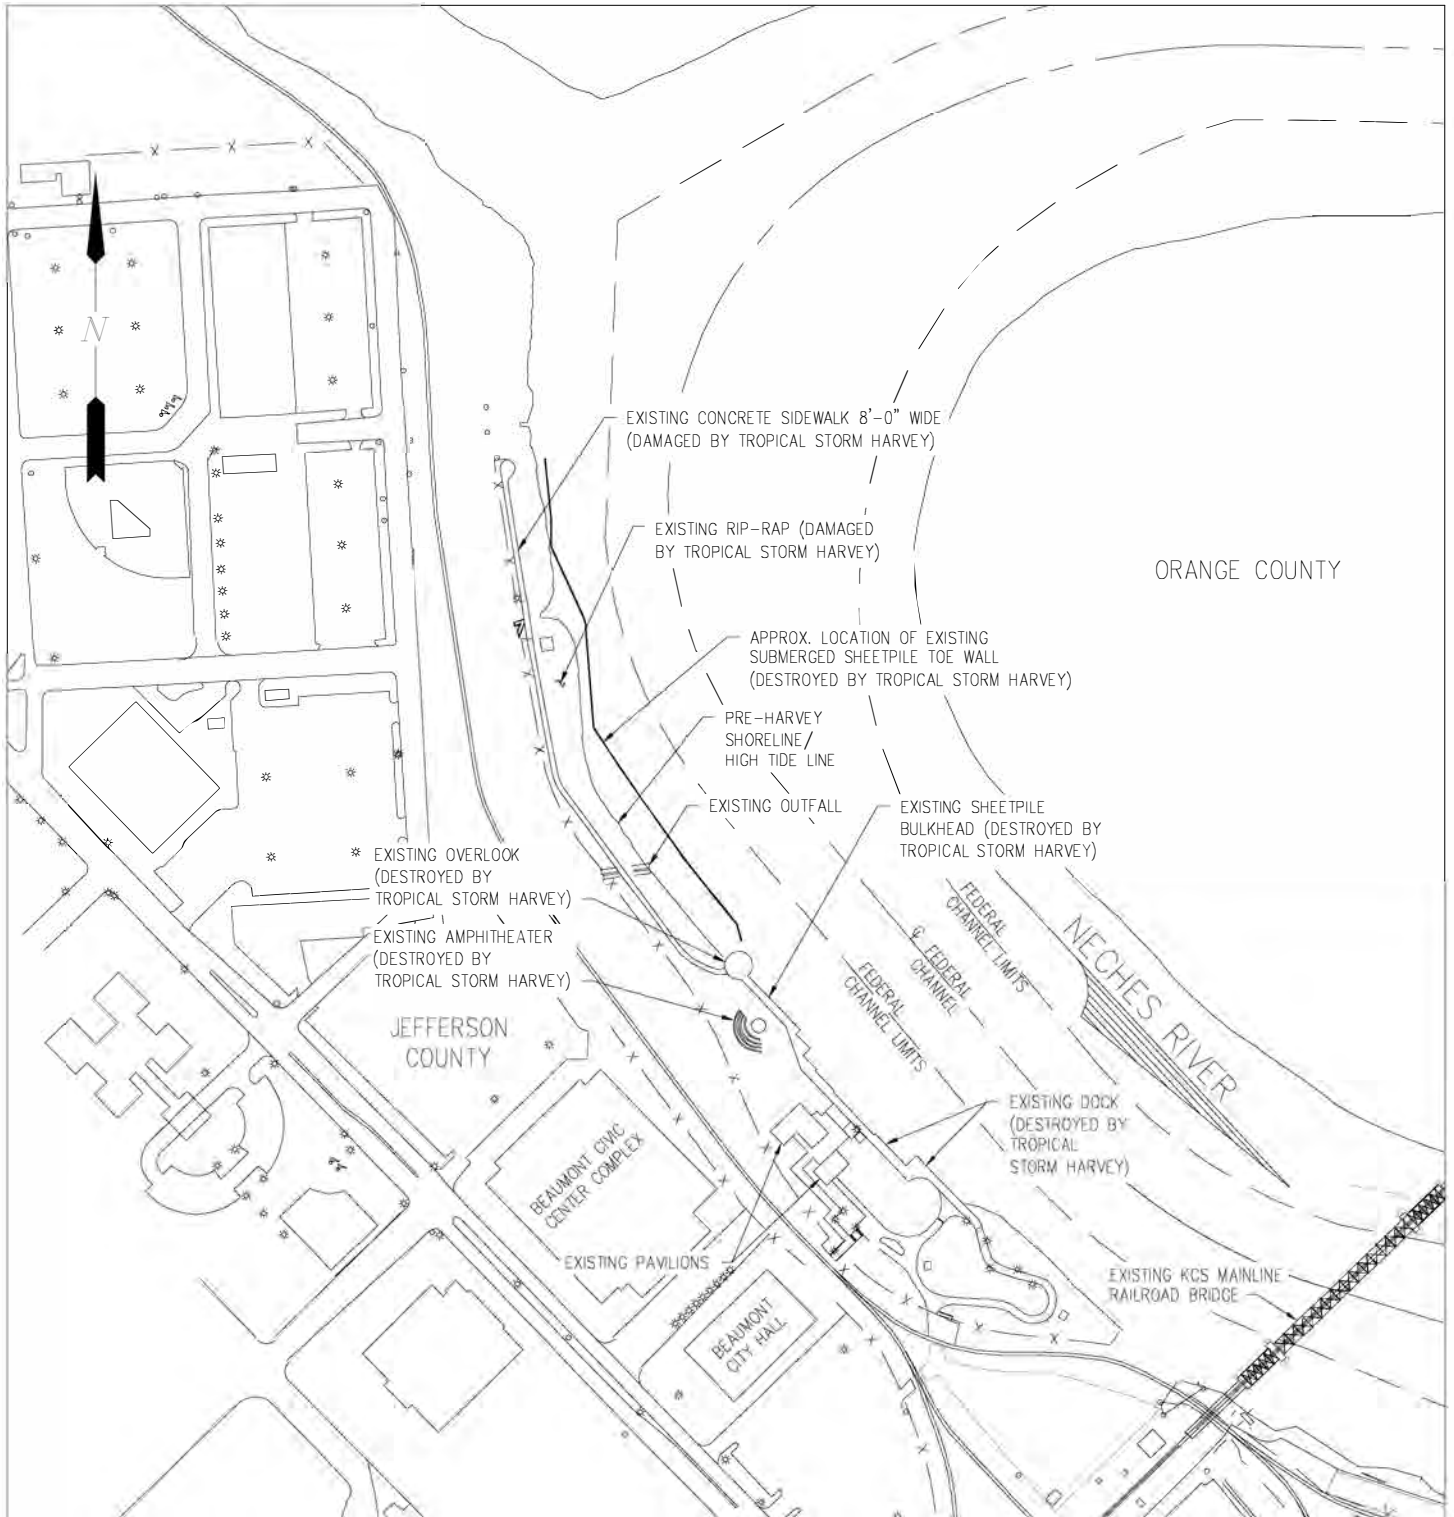 N
EXISTING CONCRETE SIDEWALK 8'-0" WIDE
(DAMAGED BY TROPICAL STORM HARVEY)
EXISTING RIP-RAP (DAMAGED
BY TROPICAL STORM HARVEY)
ORANGE COUNTY
APPROX. LOCATION OF EXISTING
SUBMERGED SHEETPILE TOE WALL
(DESTROYED BY TROPICAL STORM HARVEY)
PRE-HARVEY
SHORELINE/
HIGH TIDE LINE
EXISTING OUTFALL
EXISTING SHEETPILE
BULKHEAD (DESTROYED BY
TROPICAL STORM HARVEY)
EXISTING OVERLOOK
(DESTROYED BY
TROPICAL STORM HARVEY)
EXISTING AMPHITHEATER
(DESTROYED BY
TROPICAL STORM HARVEY)
FEDERAL
CHANNEL LIMITS
℄ FEDERAL
CHANNEL
FEDERAL
CHANNEL LIMITS
NECHES RIVER
JEFFERSON
COUNTY
EXISTING DOCK
(DESTROYED BY
TROPICAL
STORM HARVEY)
BEAUMONT CIVIC
CENTER COMPLEX
EXISTING PAVILIONS
BEAUMONT
CITY HALL
EXISTING KCS MAINLINE
RAILROAD BRIDGE